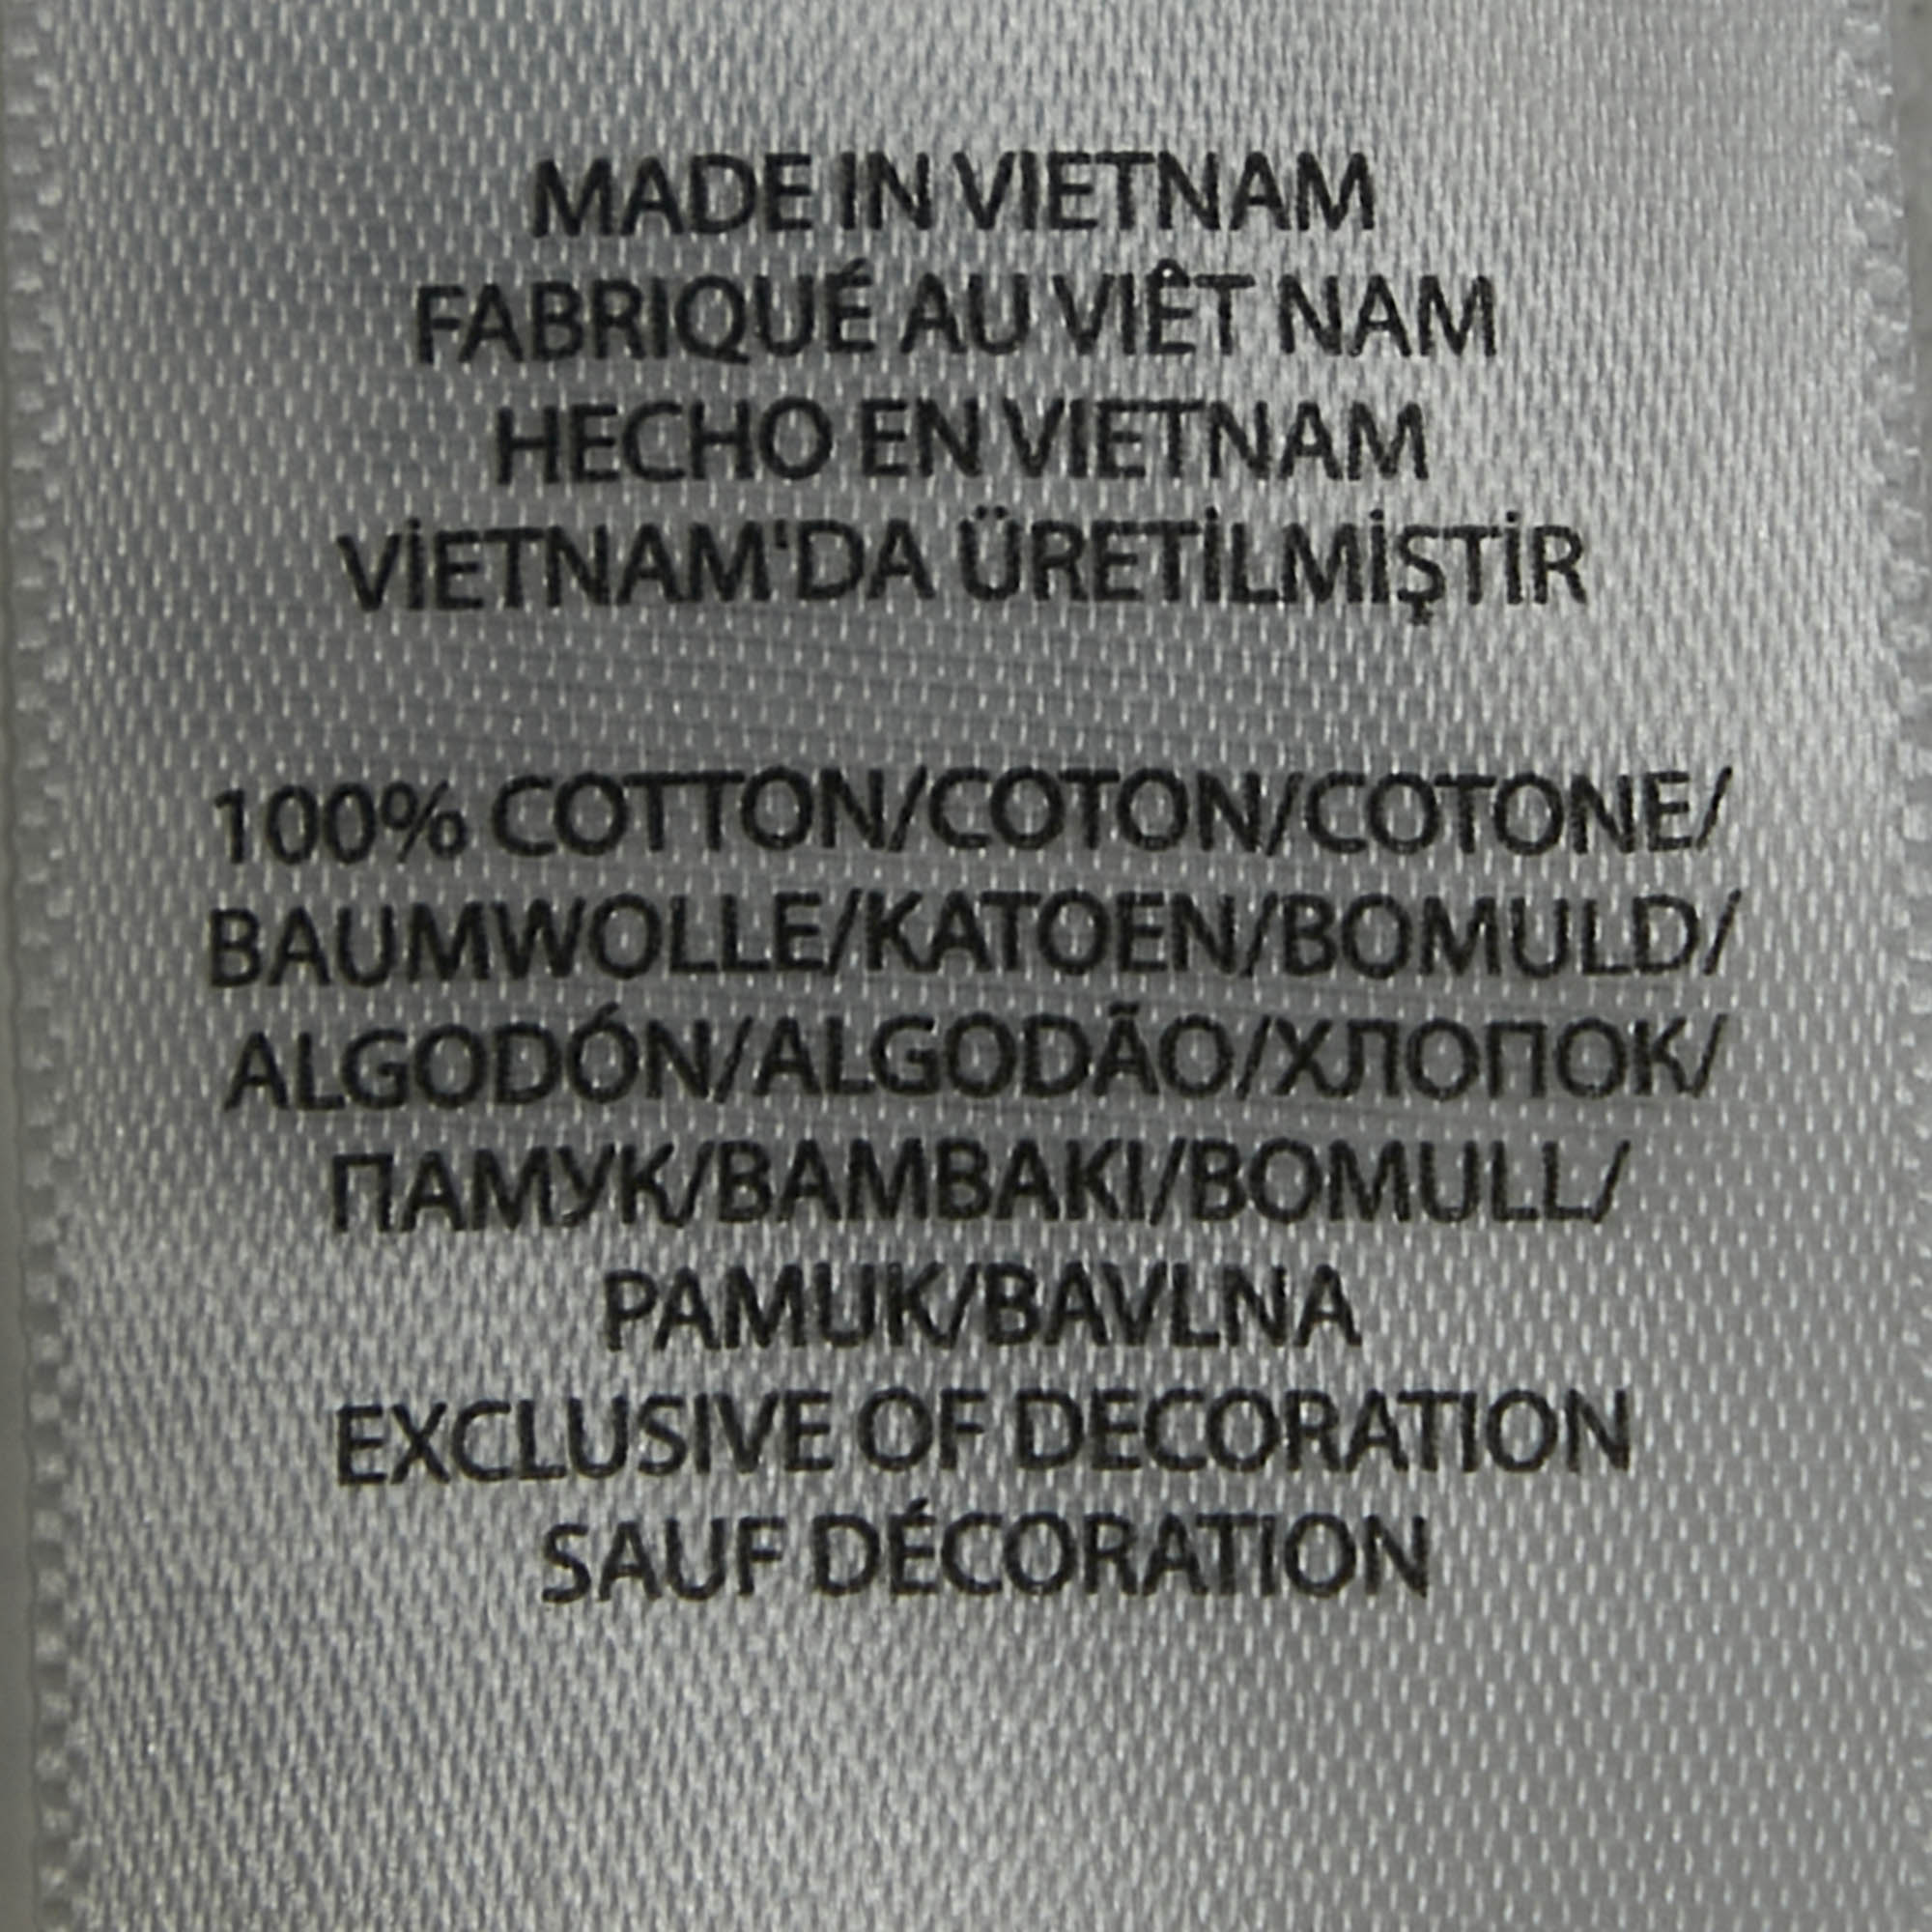 MADE IN VIETNAM
FABRIQUÉ AU VIÊT NAM
HECHO EN VIETNAM
VİETNAM'DA ÜRETİLMİŞTİR
100% COTTON/COTON/COTONE/
BAUMWOLLE/KATOEN/BOMULD/
ALGODÓN/ALGODÃO/ХЛОПОК/
ПАМУК/BAMBAKI/BOMULL/
PAMUK/BAVLNA
EXCLUSIVE OF DECORATION
SAUF DÉCORATION